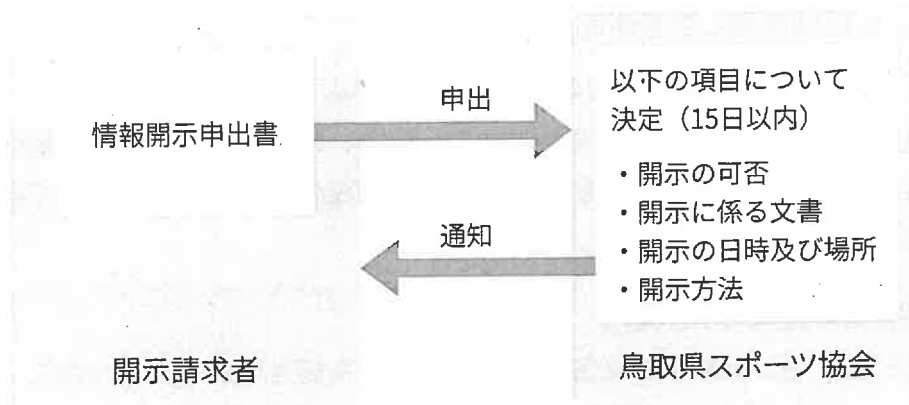 情報開示申出書
申出
以下の項目について
決定（15日以内）
・開示の可否
・開示に係る文書
・開示の日時及び場所
・開示方法
通知
開示請求者
鳥取県スポーツ協会